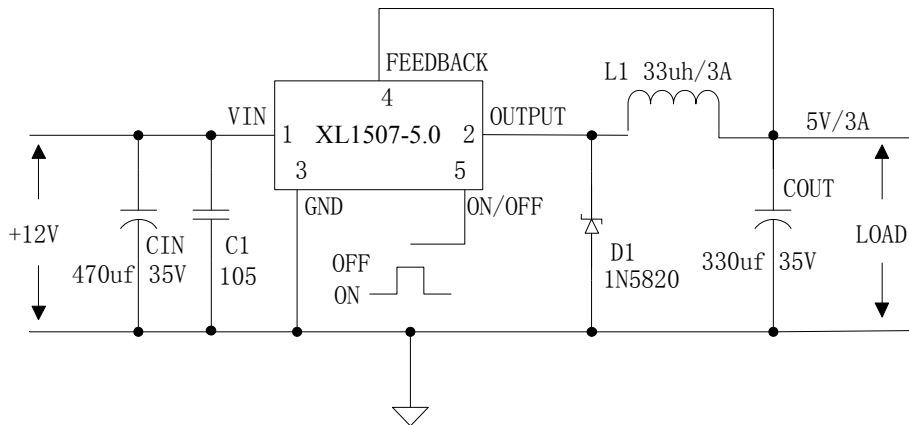 FEEDBACK
L1 33uh/3A
4
VIN
OUTPUT
5V/3A
1
XL1507-5.0
2
3
5
GND
ON/OFF
COUT
+12V
CIN
C1
OFF
D1
LOAD
470uf 35V
105
ON
1N5820
330uf 35V